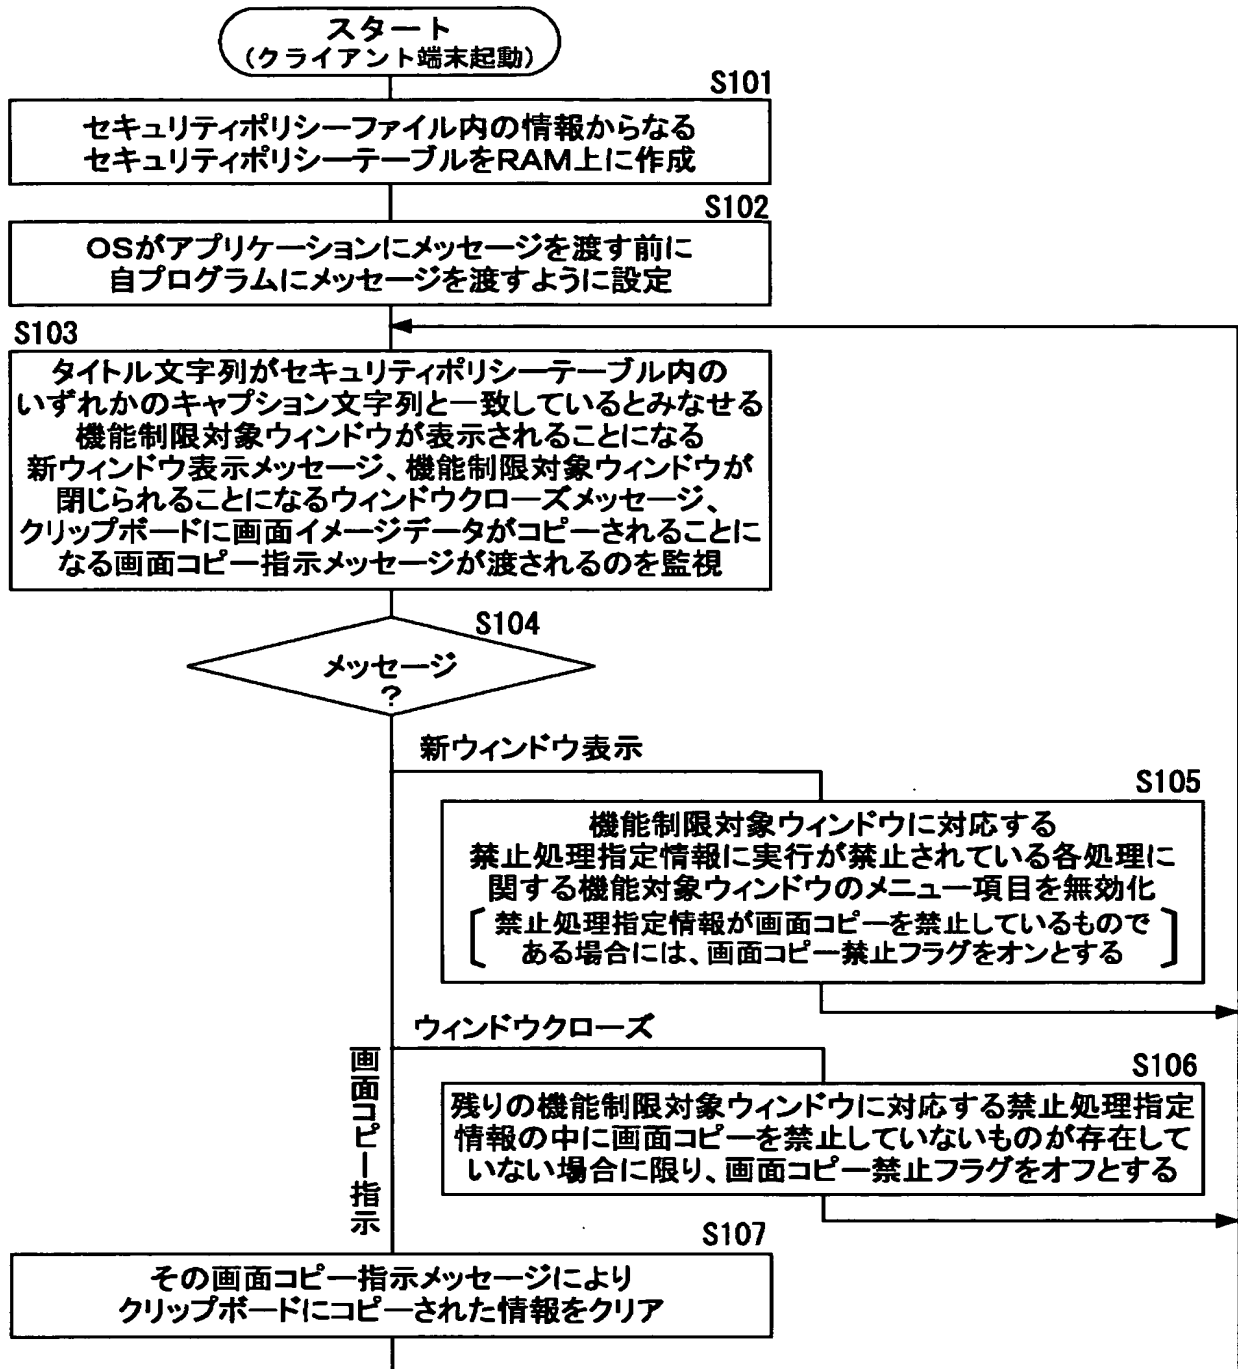 スタート
(クライアント端末起動)
S101
セキュリティポリシーファイル内の情報からなる
セキュリティポリシーテーブルをRAM上に作成
S102
OSがアプリケーションにメッセージを渡す前に
自プログラムにメッセージを渡すように設定
S103
タイトル文字列がセキュリティポリシーテーブル内の
いずれかのキャプション文字列と一致しているとみなせる
機能制限対象ウィンドウが表示されることになる
新ウィンドウ表示メッセージ、機能制限対象ウィンドウが
閉じられることになるウィンドウクローズメッセージ、
クリップボードに画面イメージデータがコピーされることに
なる画面コピー指示メッセージが渡されるのを監視
S104
メッセージ
?
新ウィンドウ表示
S105
機能制限対象ウィンドウに対応する
禁止処理指定情報に実行が禁止されている各処理に
関する機能対象ウィンドウのメニュー項目を無効化
禁止処理指定情報が画面コピーを禁止しているもので
ある場合には、画面コピー禁止フラグをオンとする
ウィンドウクローズ
S106
残りの機能制限対象ウィンドウに対応する禁止処理指定
情報の中に画面コピーを禁止していないものが存在して
いない場合に限り、画面コピー禁止フラグをオフとする
画面コピー指示
S107
その画面コピー指示メッセージにより
クリップボードにコピーされた情報をクリア